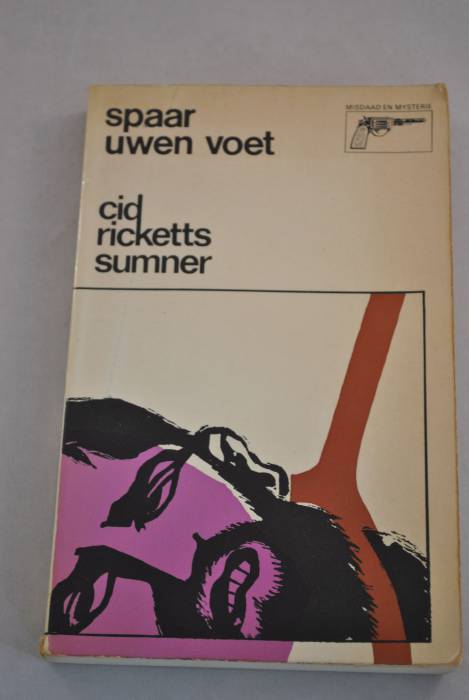 spaar
uwen voet
MISDAAD EN MYSTERIE
cid
ricketts
sumner